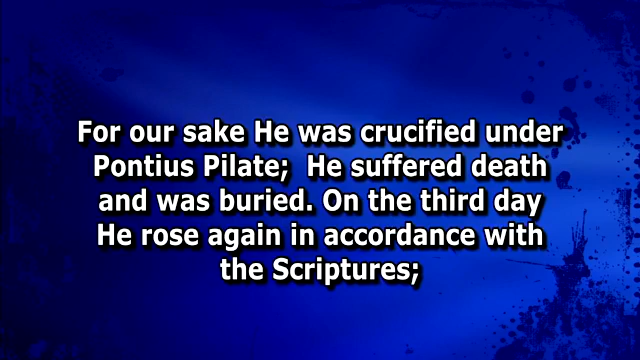 For our sake He was crucified under
Pontius Pilate;  He suffered death
and was buried. On the third day
He rose again in accordance with
the Scriptures;